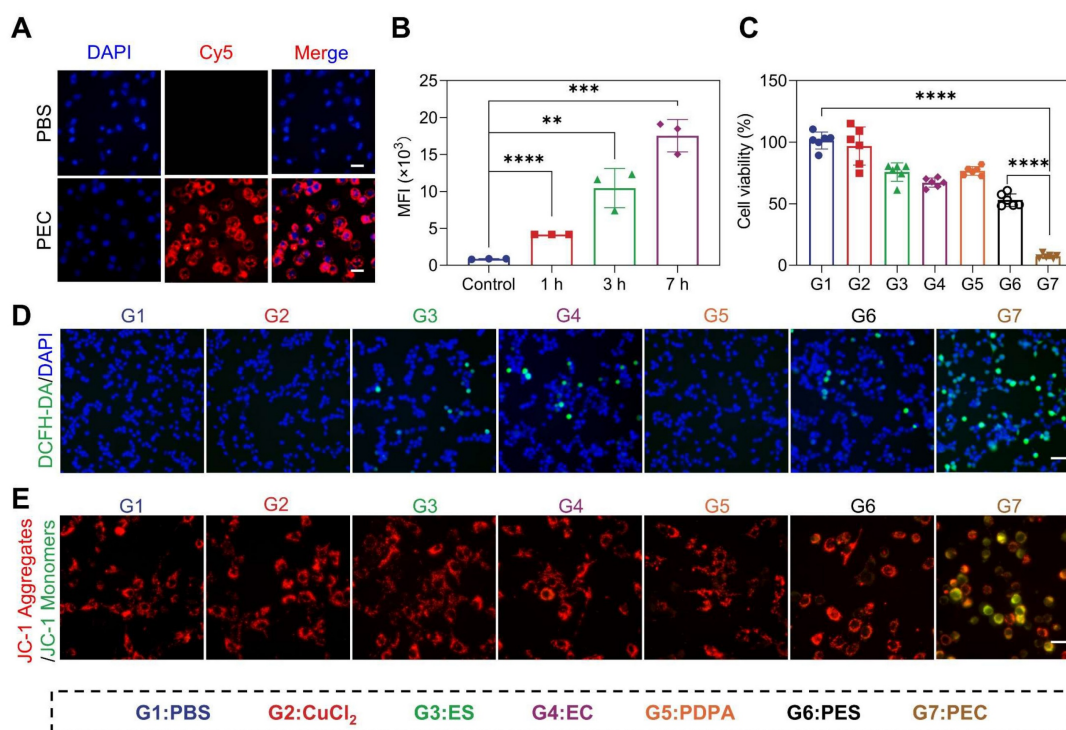 A
DAPI Cy5 Merge
PBS
PEC
B
MFI (×10³)
25
20
15
10
5
0
***
**
****
Control 1 h 3 h 7 h
C
Cell viability (%)
150
100
50
0
****
****
G1 G2 G3 G4 G5 G6 G7
D
G1 G2 G3 G4 G5 G6 G7
DCFH-DA/DAPI
E
G1 G2 G3 G4 G5 G6 G7
JC-1 Aggregates
/JC-1 Monomers
G1:PBS G2:CuCl₂ G3:ES G4:EC G5:PDPA G6:PES G7:PEC